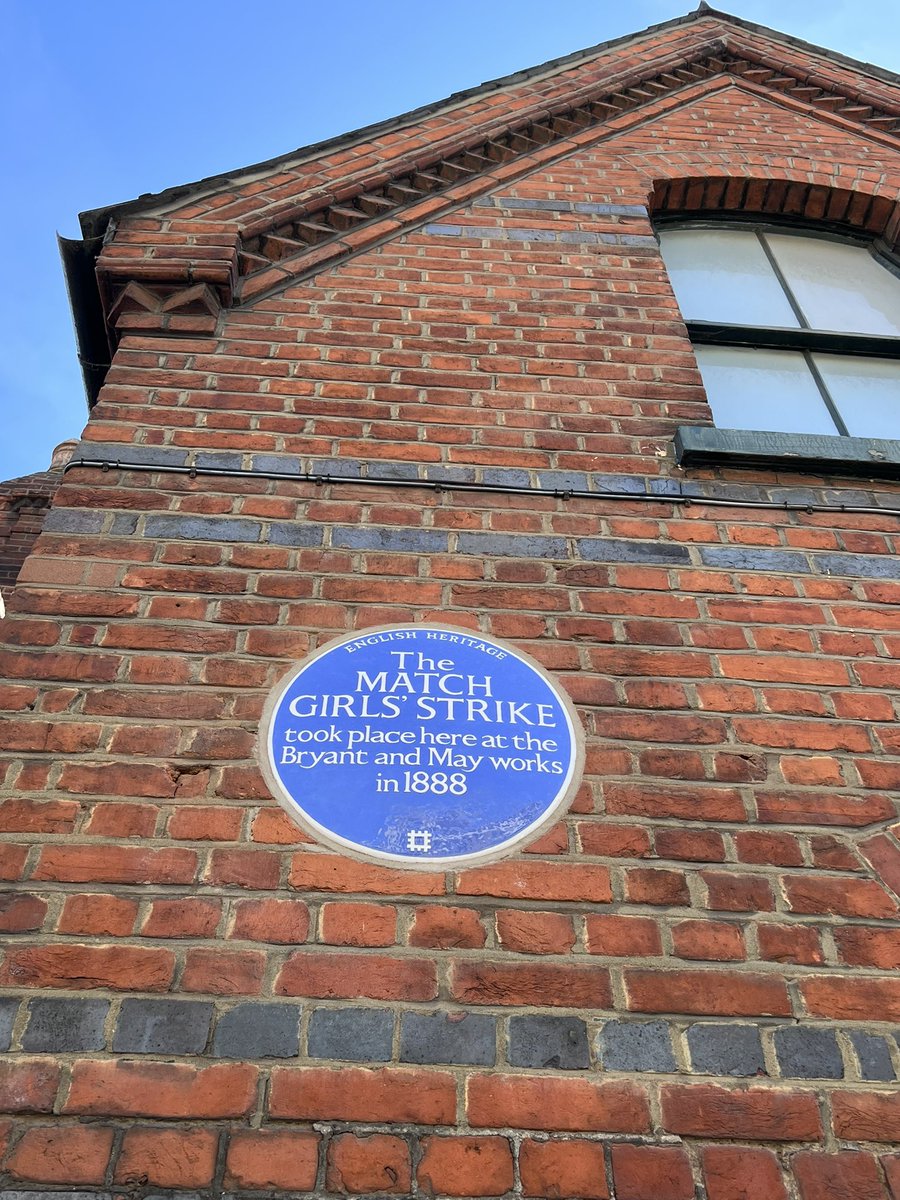 ENGLISH HERITAGE
The
MATCH
GIRLS' STRIKE
took place here at the
Bryant and May works
in 1888